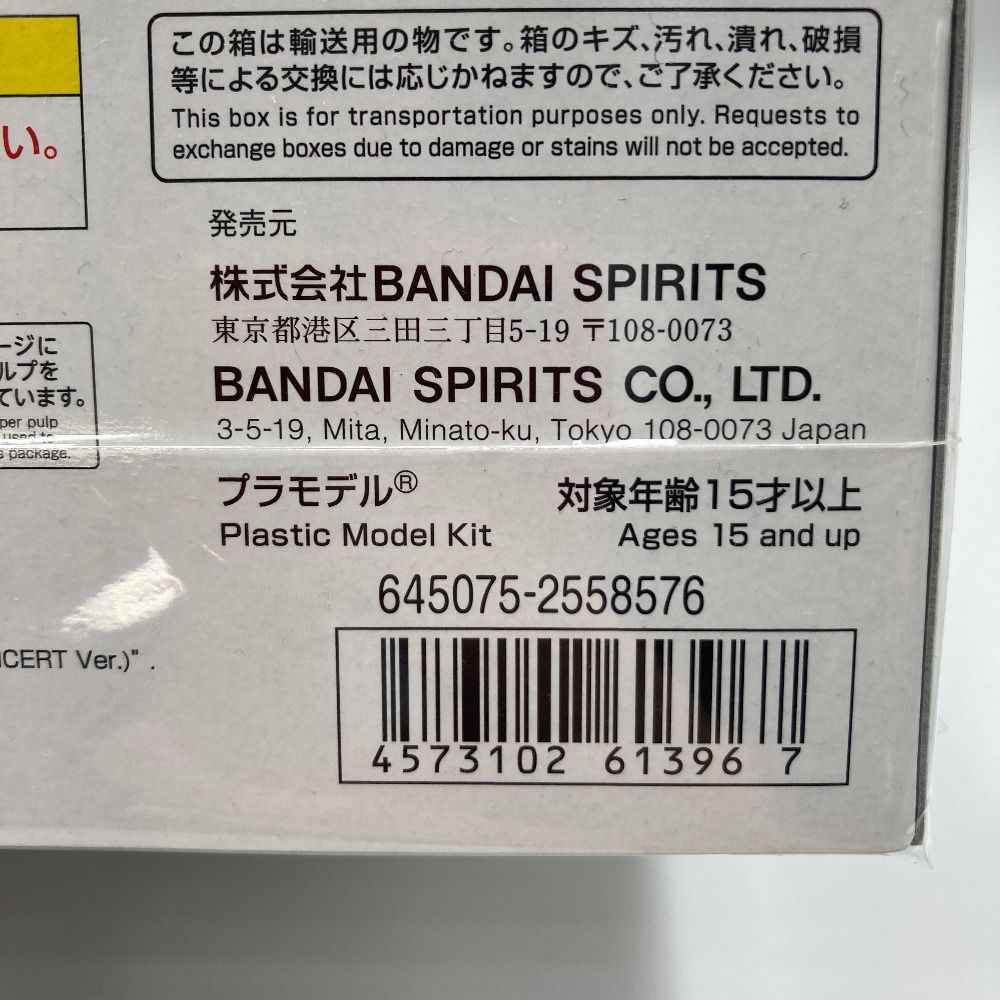 い。
この箱は輸送用の物です。箱のキズ、汚れ、潰れ、破損
等による交換には応じかねますので、ご了承ください。
This box is for transportation purposes only. Requests to
exchange boxes due to damage or stains will not be accepted.
発売元
株式会社BANDAI SPIRITS
東京都港区三田三丁目5-19 〒108-0073
BANDAI SPIRITS CO., LTD.
3-5-19, Mita, Minato-ku, Tokyo 108-0073 Japan
ージに
ルプを
ています。
per pulp
used to
s package.
プラモデル®
対象年齢15才以上
Plastic Model Kit
Ages 15 and up
645075-2558576
NCERT Ver.)”.
4573102 61396 7